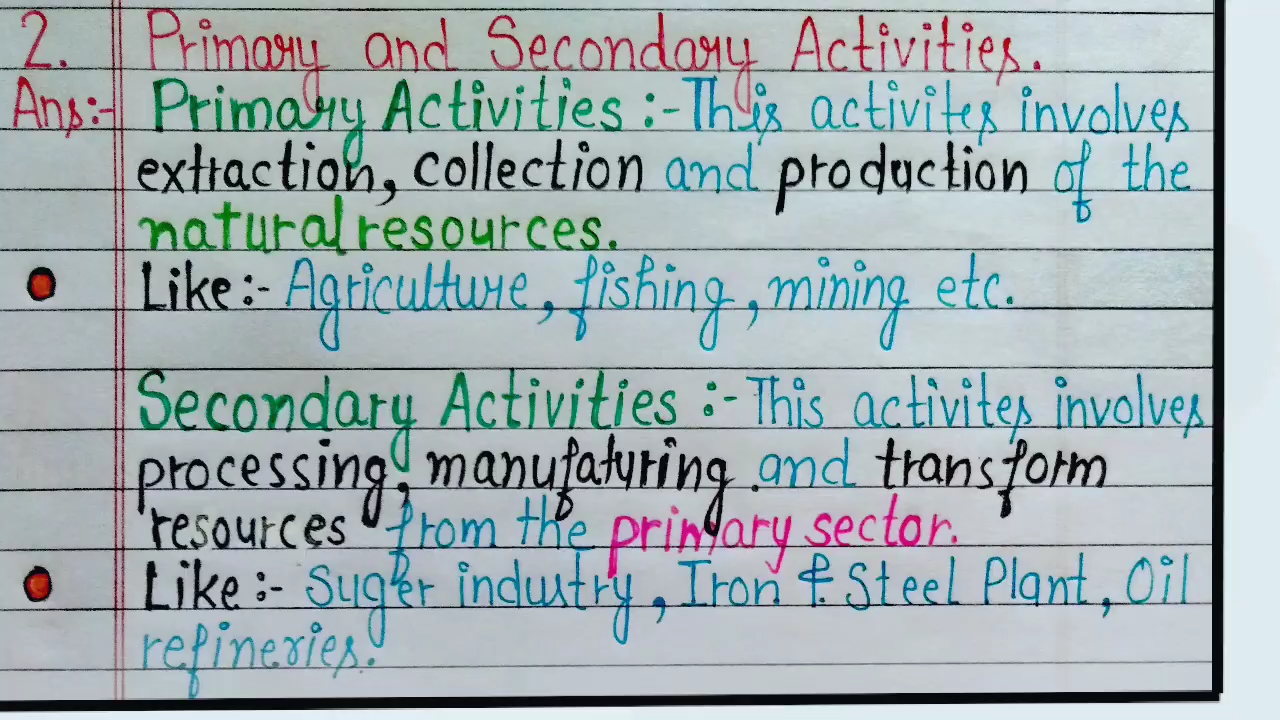 2. Primary and Secondary Activities.
Ans:- Primary Activities :- This activites involves
extraction, collection and production of the
natural resources.
Like:- Agriculture, fishing, mining etc.
Secondary Activities :- This activites involves
processing, manufaturing and transform
resources from the primary sector.
Like :- Suger industry, Iron & Steel Plant, Oil
refineries.